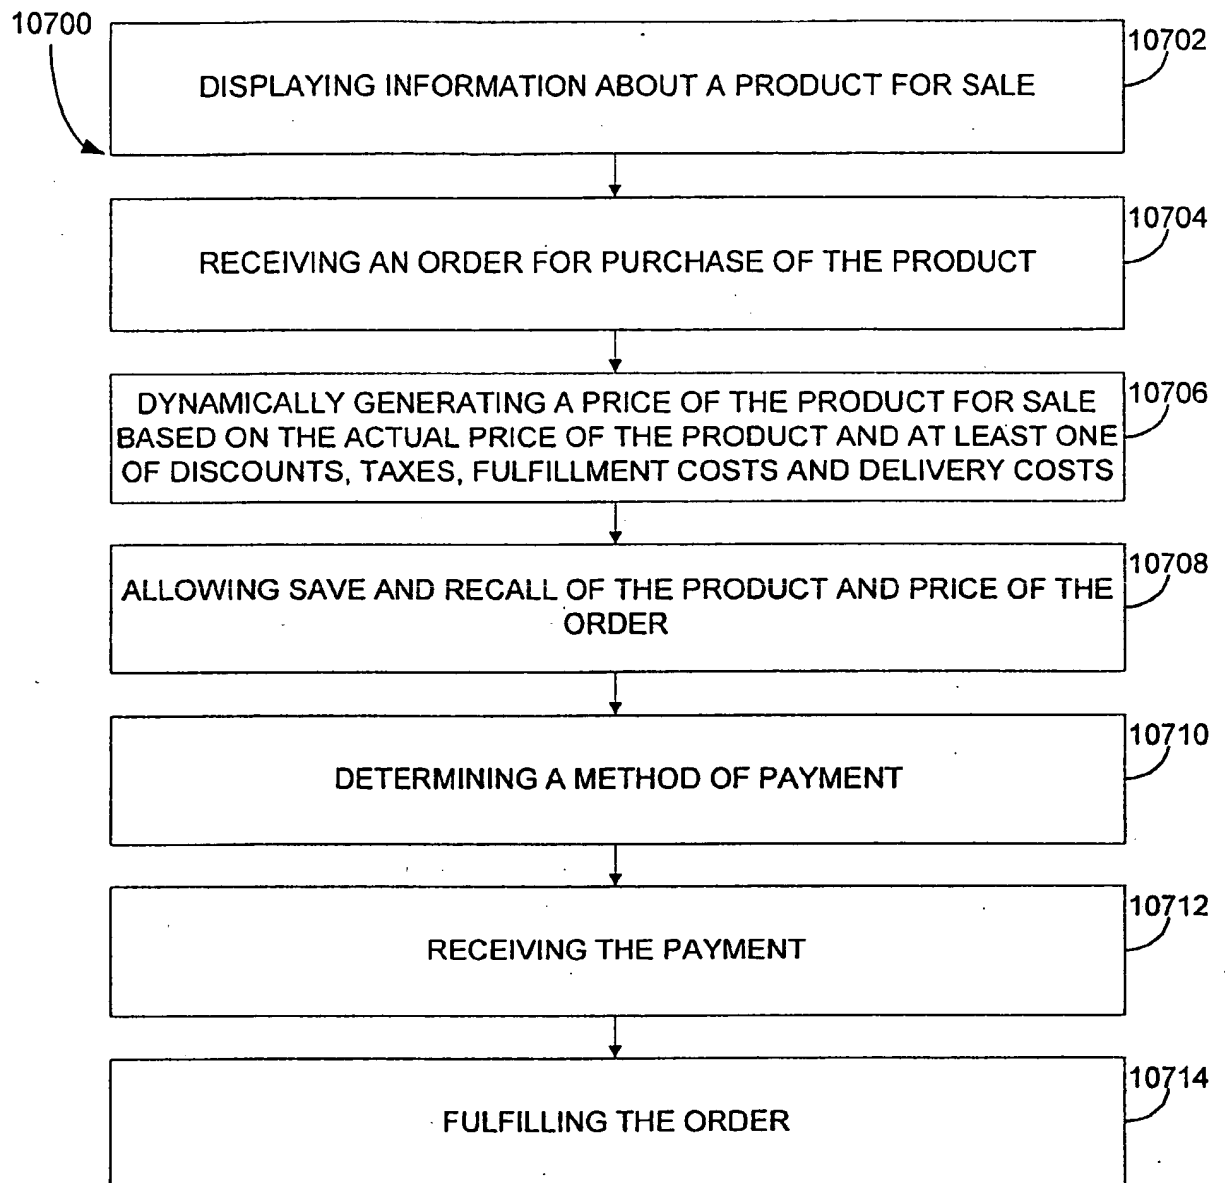 10700
10702
DISPLAYING INFORMATION ABOUT A PRODUCT FOR SALE
10704
RECEIVING AN ORDER FOR PURCHASE OF THE PRODUCT
10706
DYNAMICALLY GENERATING A PRICE OF THE PRODUCT FOR SALE
BASED ON THE ACTUAL PRICE OF THE PRODUCT AND AT LEAST ONE
OF DISCOUNTS, TAXES, FULFILLMENT COSTS AND DELIVERY COSTS
10708
ALLOWING SAVE AND RECALL OF THE PRODUCT AND PRICE OF THE
ORDER
10710
DETERMINING A METHOD OF PAYMENT
10712
RECEIVING THE PAYMENT
10714
FULFILLING THE ORDER